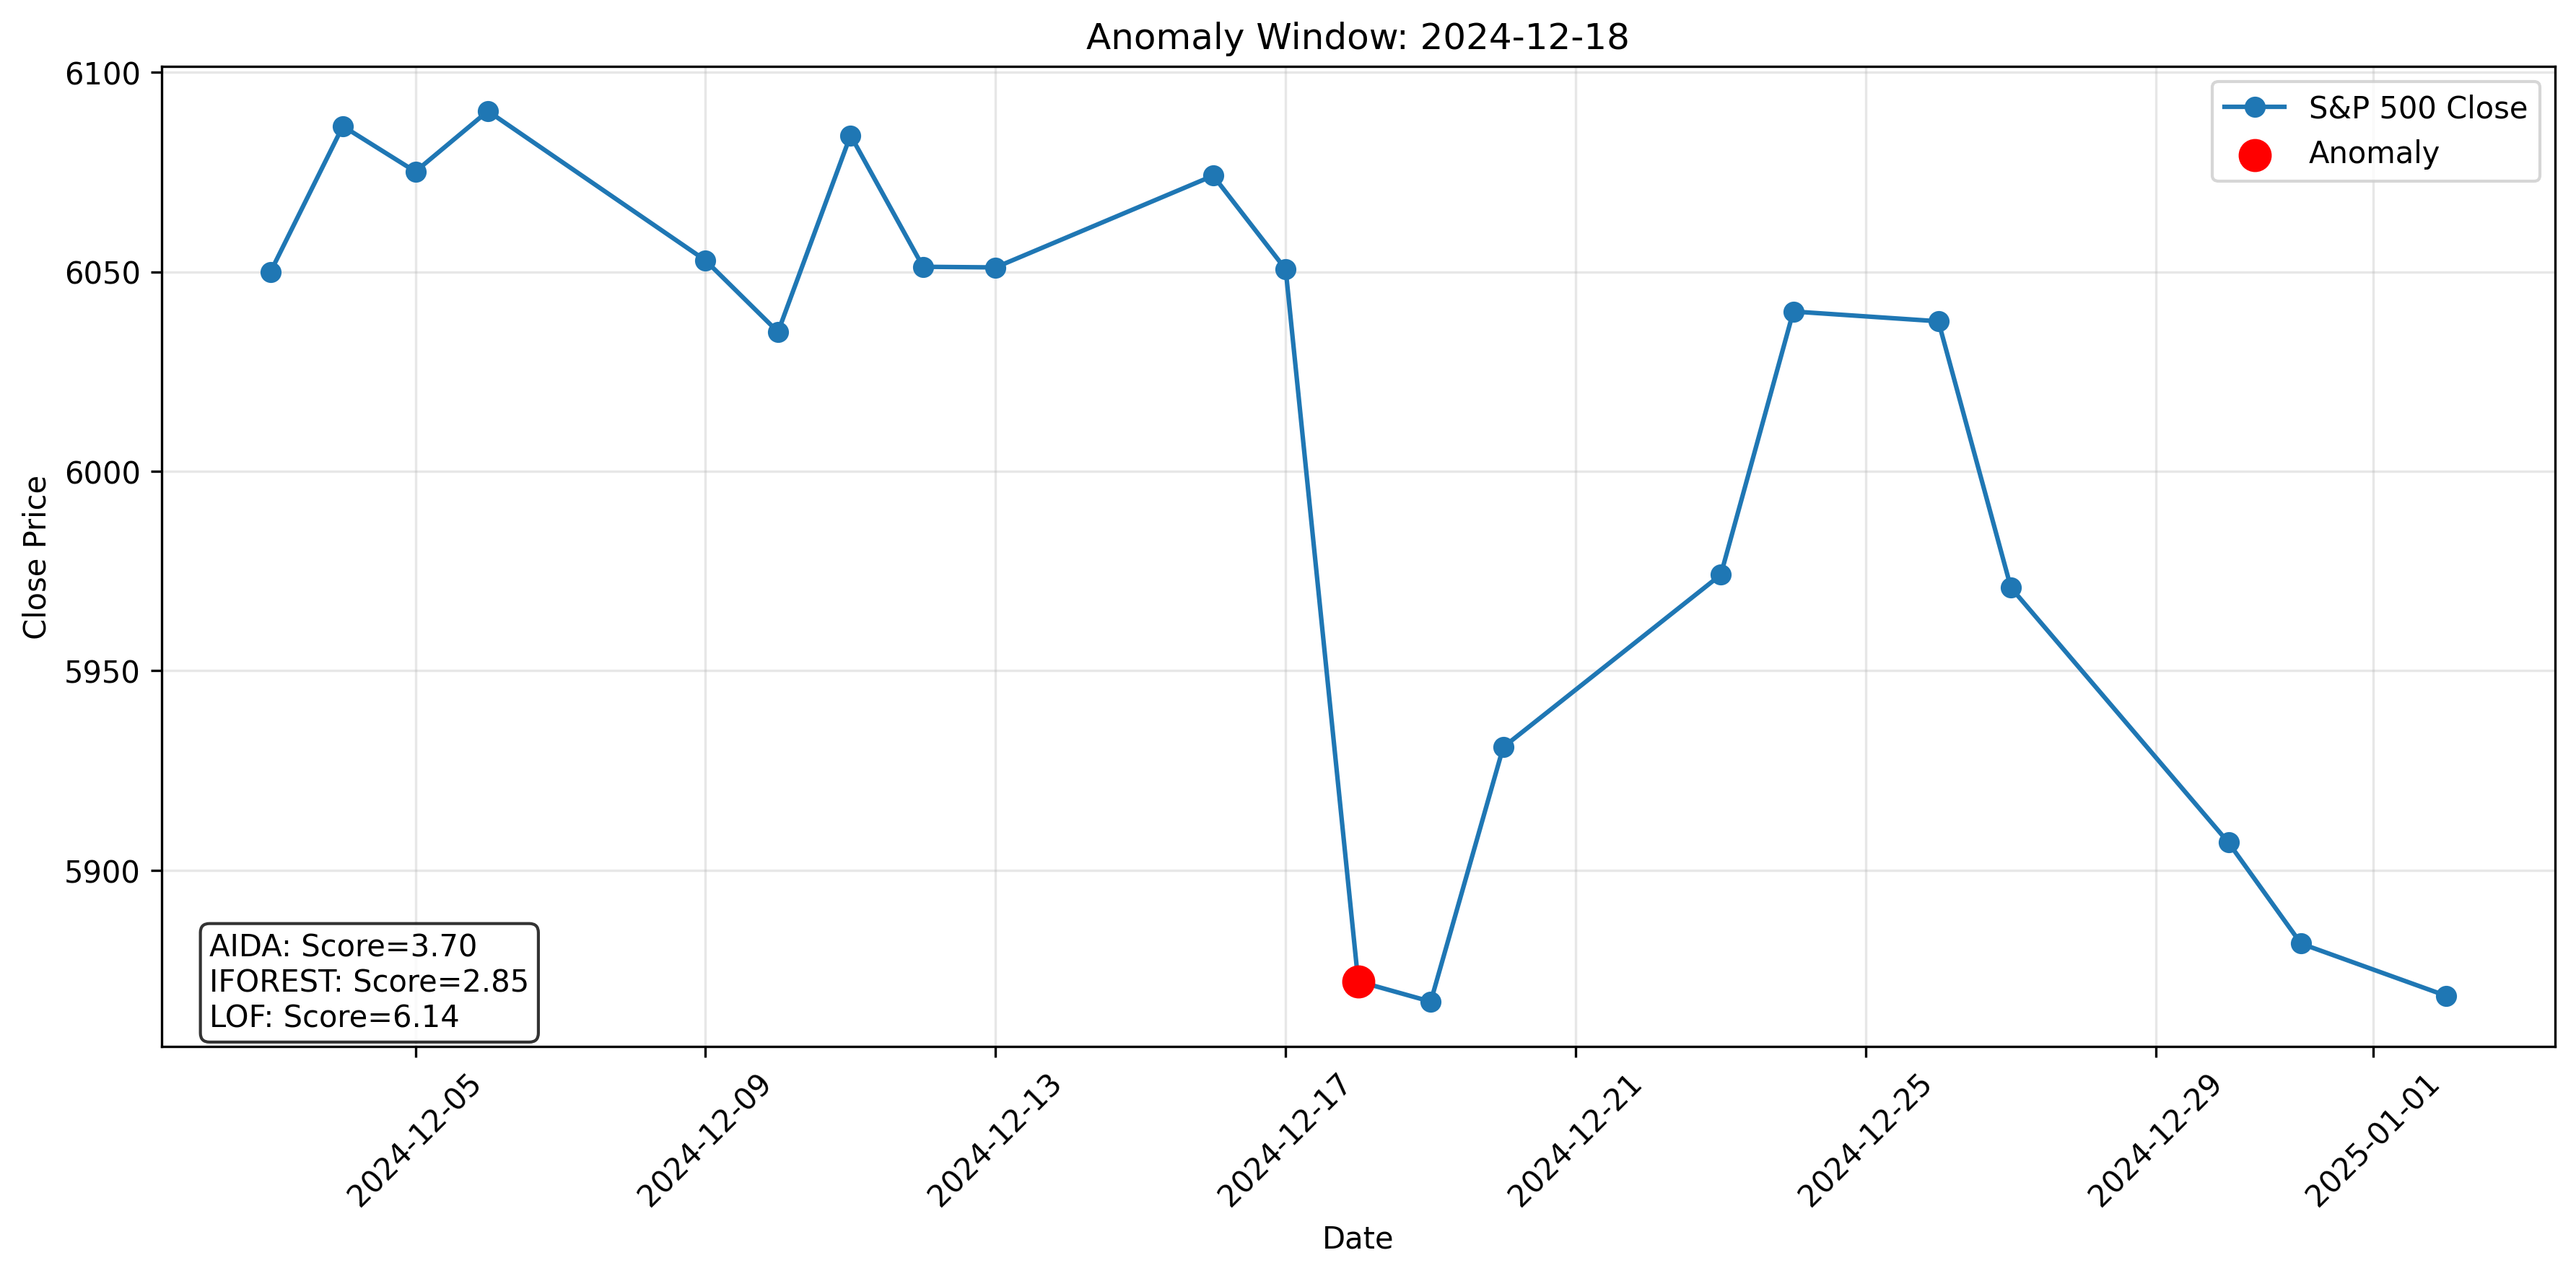 Anomaly Window: 2024-12-18
6100
6050
6000
5950
5900
Close Price
S&P 500 Close
Anomaly
AIDA: Score=3.70
IFOREST: Score=2.85
LOF: Score=6.14
2024-12-05
2024-12-09
2024-12-13
2024-12-17
2024-12-21
2024-12-25
2024-12-29
2025-01-01
Date